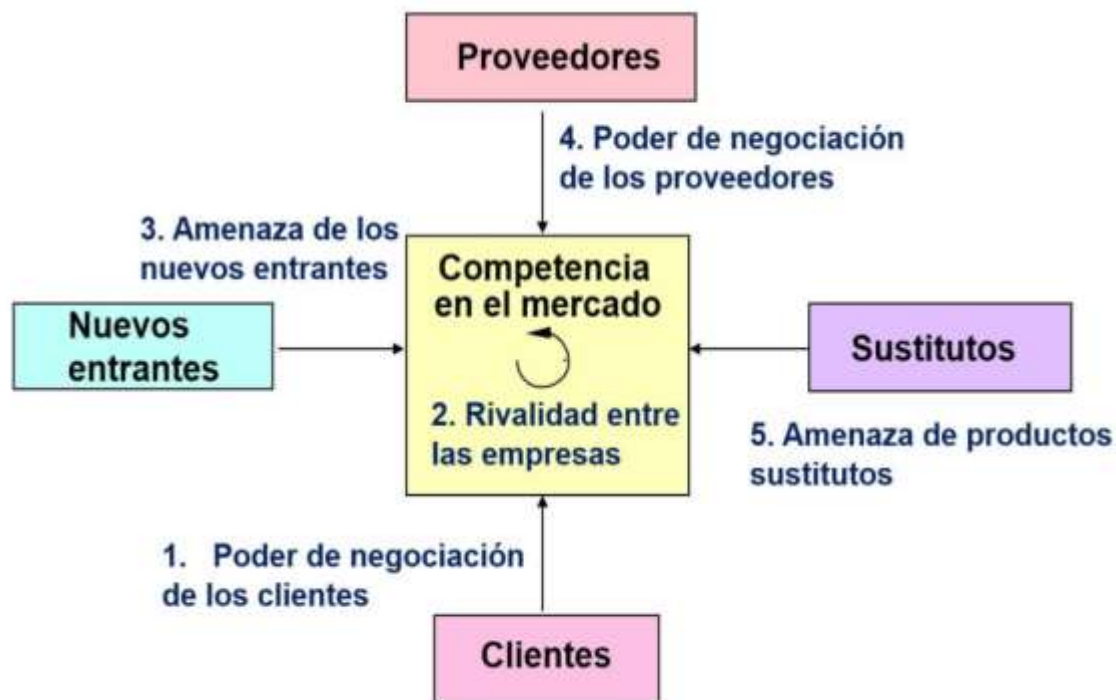 Proveedores
4. Poder de negociación
de los proveedores
3. Amenaza de los
nuevos entrantes
Competencia
en el mercado
Nuevos
entrantes
Sustitutos
2. Rivalidad entre
las empresas
5. Amenaza de productos
sustitutos
1. Poder de negociación
de los clientes
Clientes